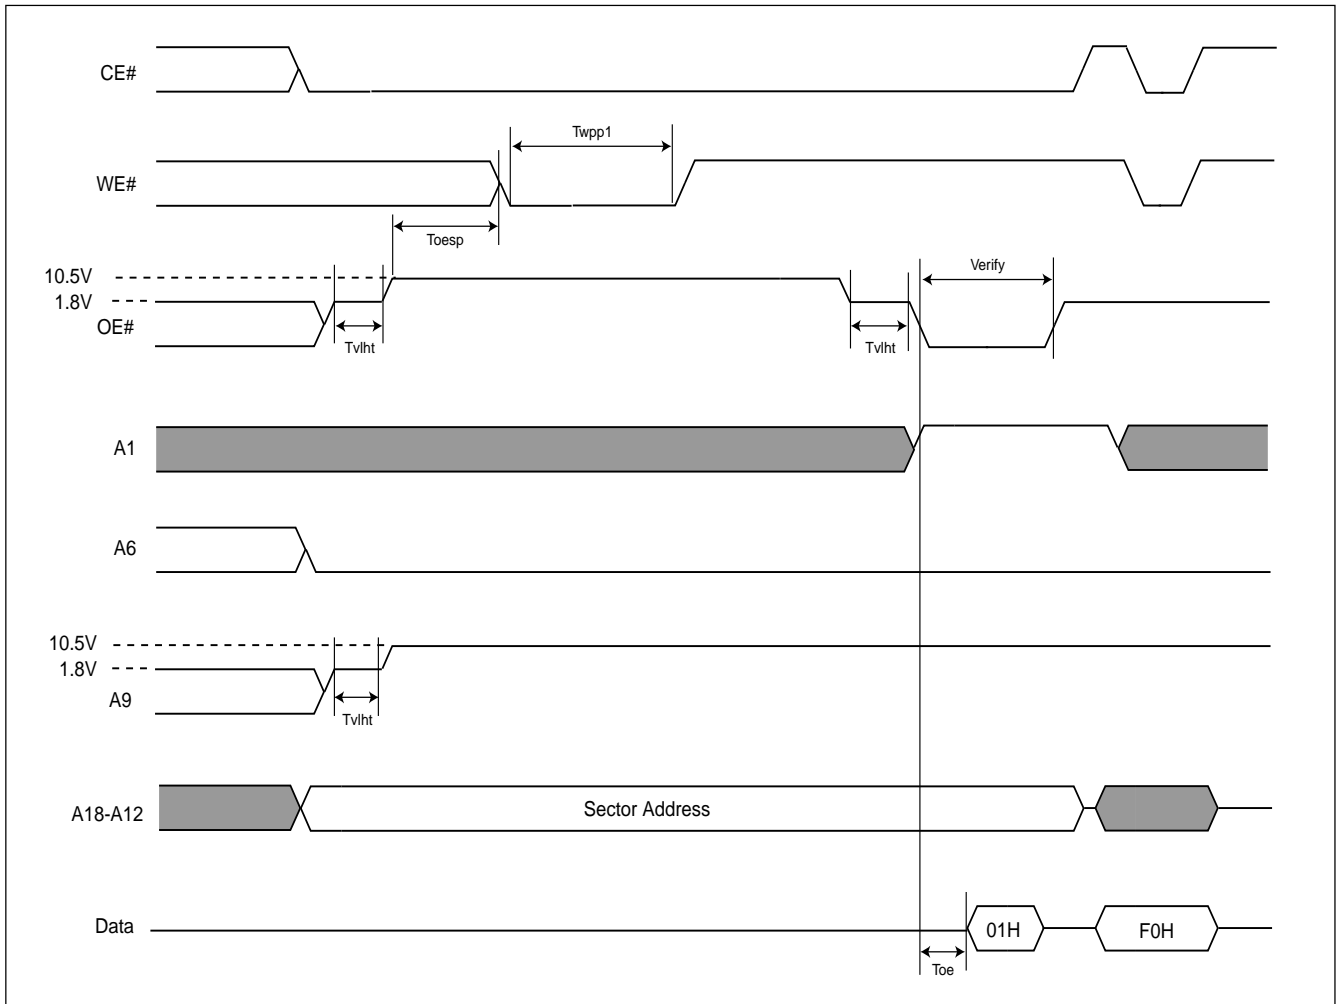 CE#
Twpp1
WE#
Toesp
10.5V
Verify
1.8V
OE#
Tvlht
Tvlht
A1
A6
10.5V
1.8V
A9
Tvlht
A18-A12
Sector Address
Data
01H
F0H
Toe